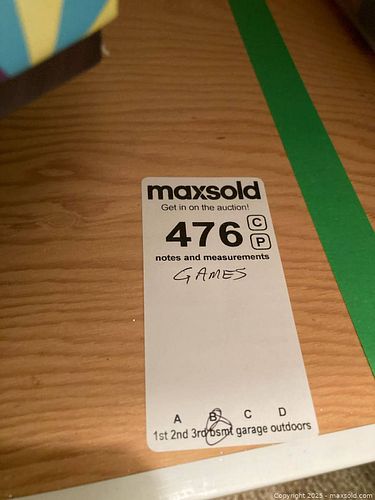 maxsold
Get in on the auction!
476 C
P
notes and measurements
GAMES
A B C D
1st 2nd 3rd bsmt garage outdoors
Copyright 2025 - maxsold.com